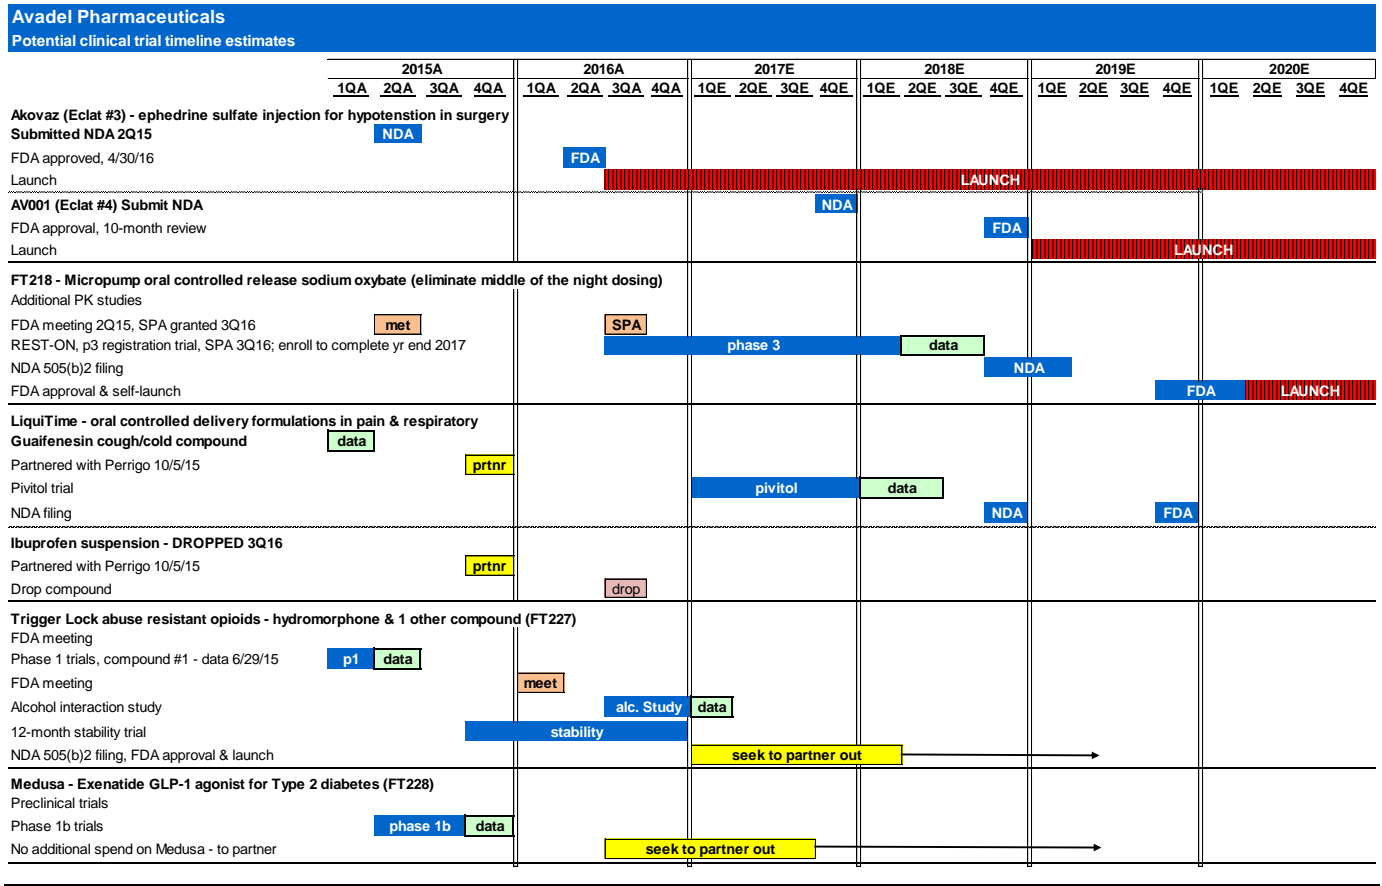 Avadel Pharmaceuticals
Potential clinical trial timeline estimates
2015A 2016A 2017E 2018E 2019E 2020E
1QA 2QA 3QA 4QA 1QA 2QA 3QA 4QA 1QE 2QE 3QE 4QE 1QE 2QE 3QE 4QE 1QE 2QE 3QE 4QE 1QE 2QE 3QE 4QE
Akovaz (Eclat #3) - ephedrine sulfate injection for hypotenstion in surgery
Submitted NDA 2Q15 NDA
FDA approved, 4/30/16 FDA
Launch LAUNCH
AV001 (Eclat #4) Submit NDA NDA
FDA approval, 10-month review FDA
Launch LAUNCH
FT218 - Micropump oral controlled release sodium oxybate (eliminate middle of the night dosing)
Additional PK studies
FDA meeting 2Q15, SPA granted 3Q16 met SPA
REST-ON, p3 registration trial, SPA 3Q16; enroll to complete yr end 2017 phase 3 data
NDA 505(b)2 filing NDA
FDA approval & self-launch FDA LAUNCH
LiquiTime - oral controlled delivery formulations in pain & respiratory
Guaifenesin cough/cold compound data
Partnered with Perrigo 10/5/15 prtnr
Pivitol trial pivitol data
NDA filing NDA FDA
Ibuprofen suspension - DROPPED 3Q16
Partnered with Perrigo 10/5/15 prtnr
Drop compound drop
Trigger Lock abuse resistant opioids - hydromorphone & 1 other compound (FT227)
FDA meeting
Phase 1 trials, compound #1 - data 6/29/15 p1 data
FDA meeting meet
Alcohol interaction study alc. Study data
12-month stability trial stability
NDA 505(b)2 filing, FDA approval & launch seek to partner out
Medusa - Exenatide GLP-1 agonist for Type 2 diabetes (FT228)
Preclinical trials
Phase 1b trials phase 1b data
No additional spend on Medusa - to partner seek to partner out